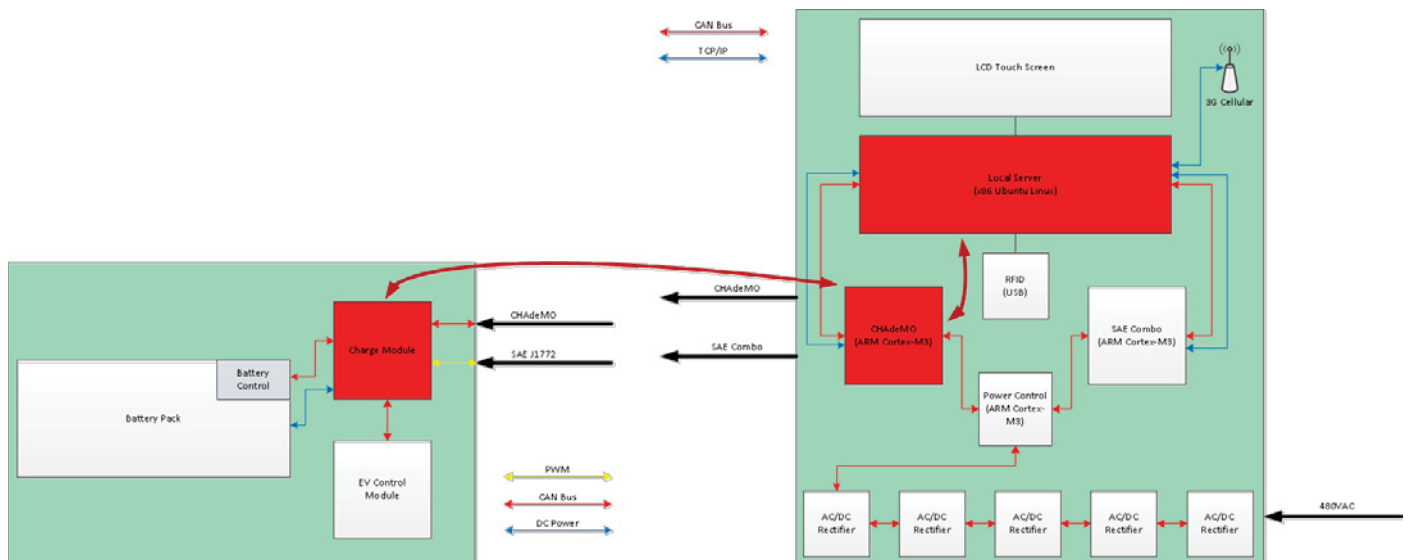 CAN Bus
TCP/IP
LCD Touch Screen
3G Cellular
Local Server
(x86 Ubuntu Linux)
RFID
(USB)
CHAdeMO
CHAdeMO
(ARM Cortex-M3)
SAE Combo
(ARM Cortex-M3)
SAE Combo
Power Control
(ARM Cortex-
M3)
AC/DC
Rectifier
AC/DC
Rectifier
AC/DC
Rectifier
AC/DC
Rectifier
AC/DC
Rectifier
480VAC
CHAdeMO
SAE J1772
Charge Module
Battery
Control
Battery Pack
EV Control
Module
PWM
CAN Bus
DC Power